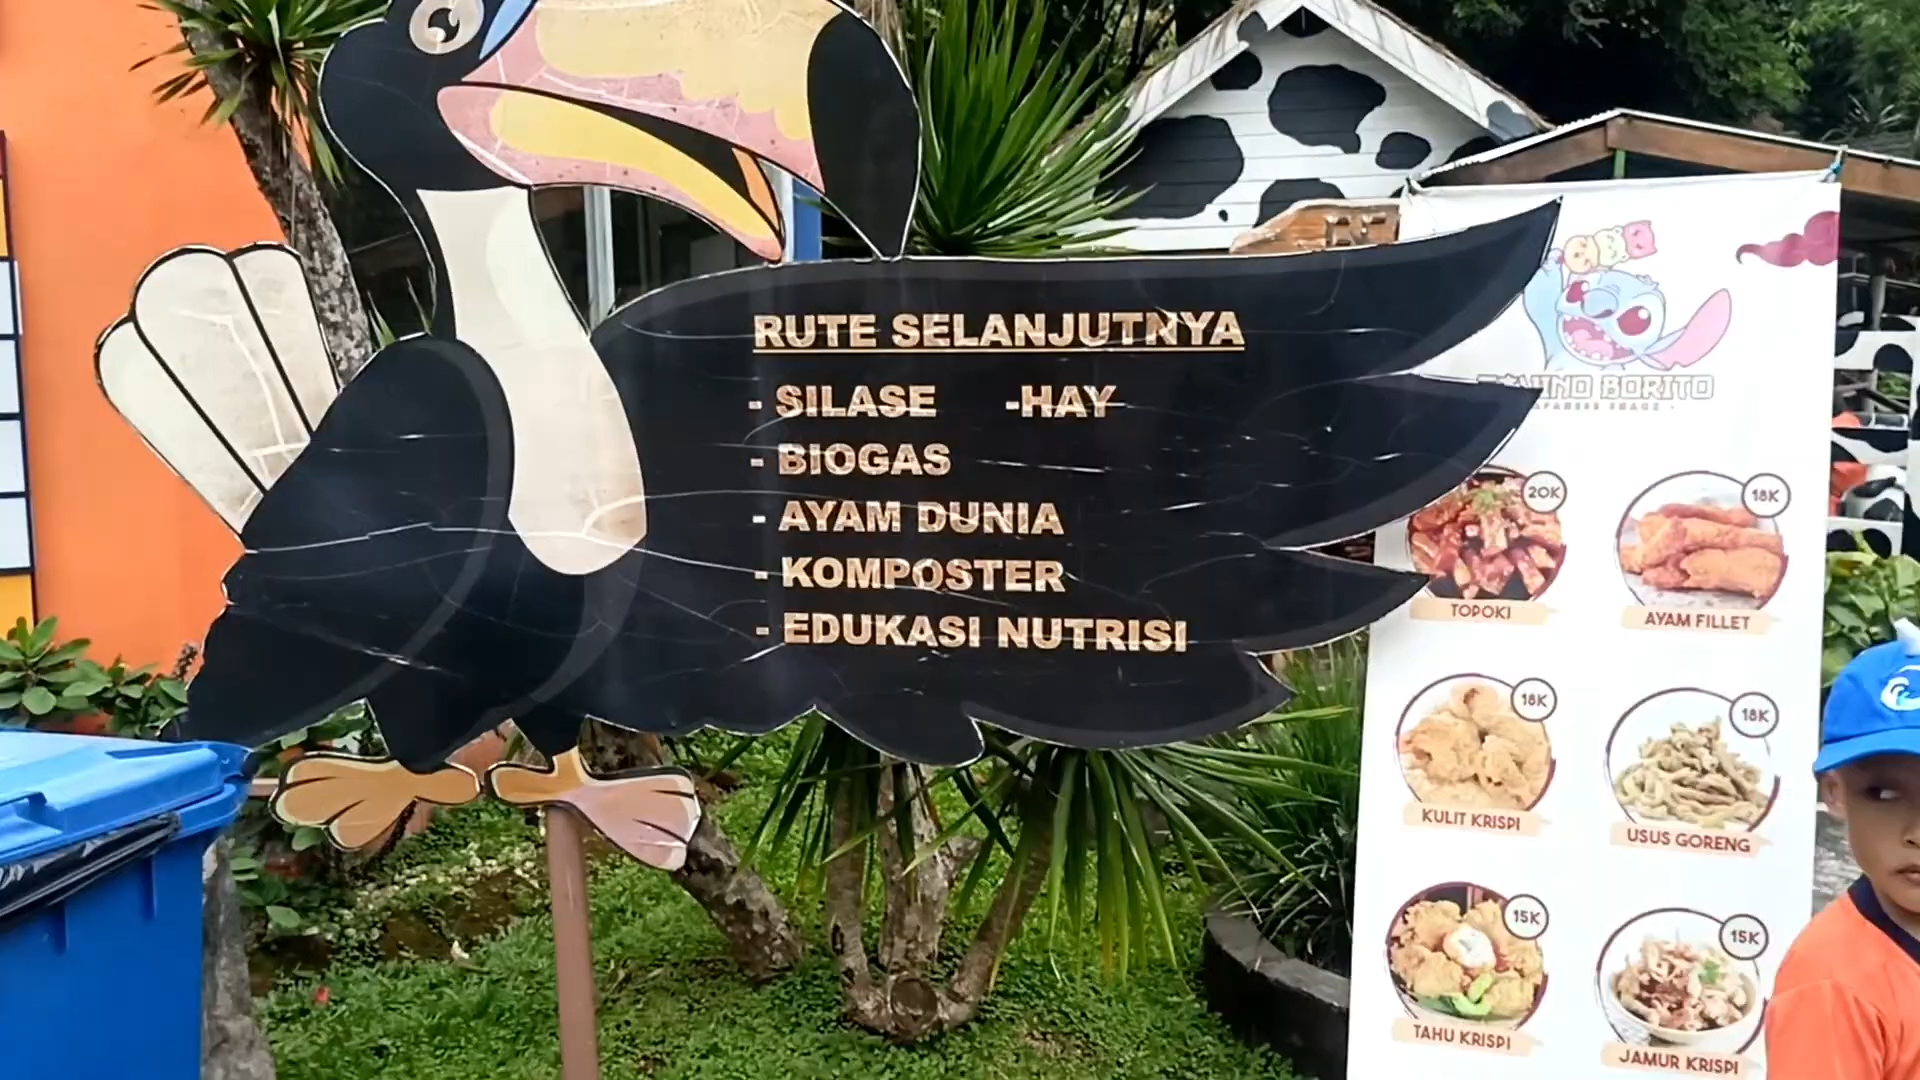 RUTE SELANJUTNYA
- SILASE -HAY
- BIOGAS
- AYAM DUNIA
- KOMPOSTER
- EDUKASI NUTRISI
BORITO
20K
18K
TOPOKI
AYAM FILLET
18K
18K
KULIT KRISPI
USUS GORENG
15K
15K
TAHU KRISPI
JAMUR KRISPI